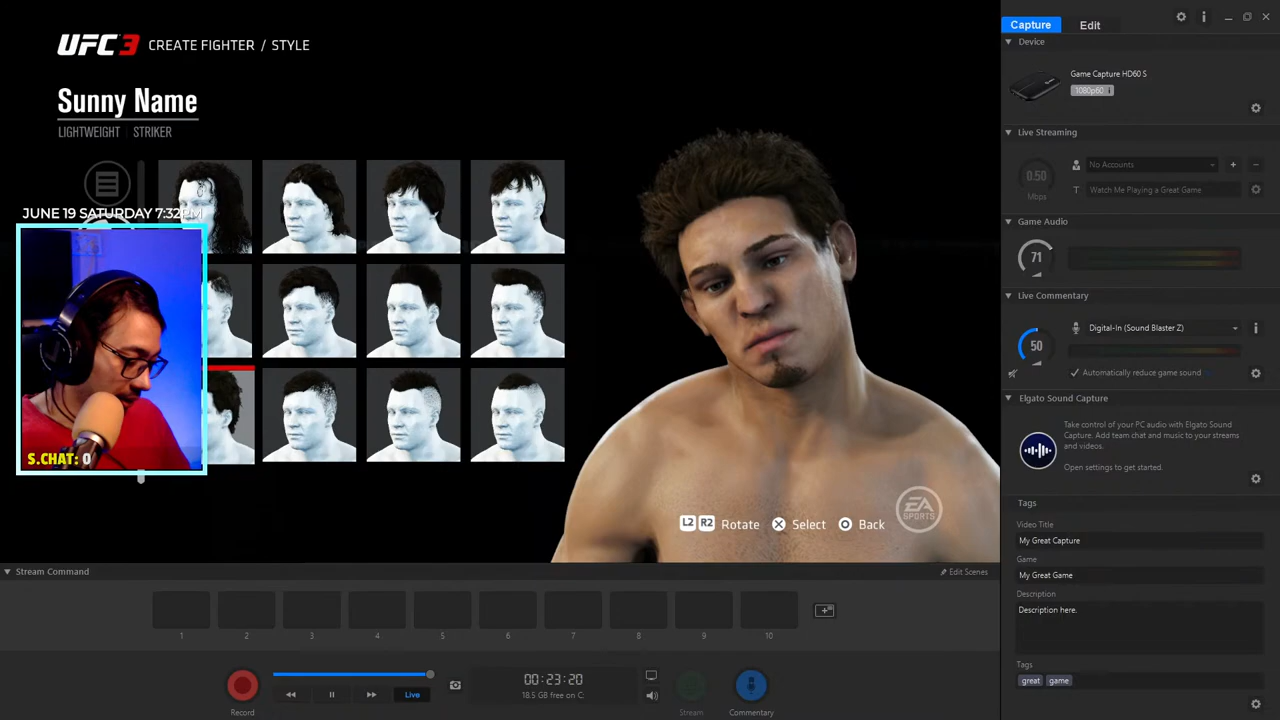 UFC 3 CREATE FIGHTER / STYLE
Sunny Name
LIGHTWEIGHT STRIKER
JUNE 19 SATURDAY 7:32PM
S.CHAT: 0
L2 R2 Rotate Select Back
EA SPORTS
Capture Edit
Device
Game Capture HD60 S
1080p60
Live Streaming
0.50
Mbps
No Accounts
T Watch Me Playing a Great Game
Game Audio
71
Live Commentary
50
Digital-In (Sound Blaster Z)
Automatically reduce game sound
Elgato Sound Capture
Take control of your PC audio with Elgato Sound
Capture. Add team chat and music to your streams
and videos.
Open settings to get started.
Tags
Video Title
My Great Capture
Game
My Great Game
Description
Description here.
Tags
great game
Stream Command
Edit Scenes
1 2 3 4 5 6 7 8 9 10
Record
Live
00:23:20
18.5 GB free on C:
Stream
Commentary